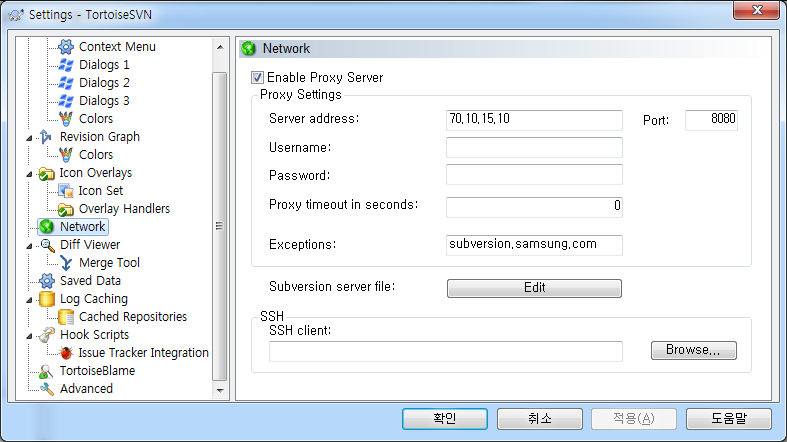 Settings - TortoiseSVN
Context Menu
Dialogs 1
Dialogs 2
Dialogs 3
Colors
Revision Graph
Colors
Icon Overlays
Icon Set
Overlay Handlers
Network
Diff Viewer
Merge Tool
Saved Data
Log Caching
Cached Repositories
Hook Scripts
Issue Tracker Integration
TortoiseBlame
Advanced
Network
Enable Proxy Server
Proxy Settings
Server address: 70.10.15.10 Port: 8080
Username:
Password:
Proxy timeout in seconds: 0
Exceptions: subversion.samsung.com
Subversion server file: Edit
SSH
SSH client:
Browse...
확인 취소 적용(A) 도움말